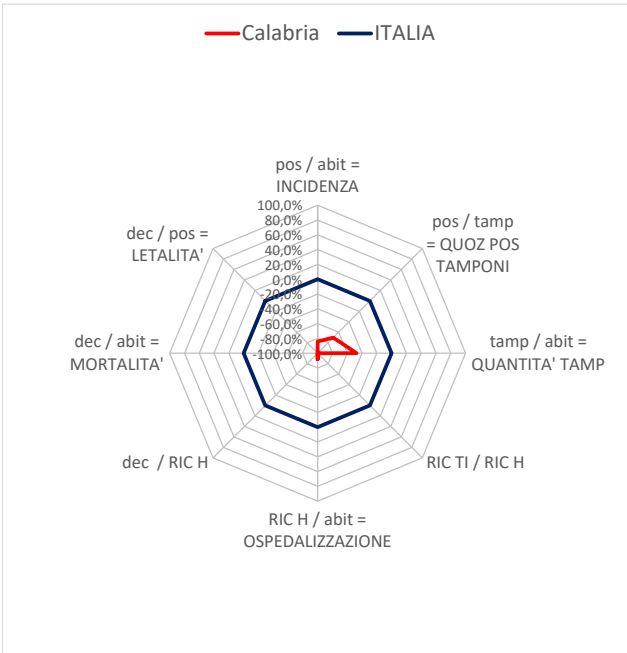 Calabria
ITALIA
pos / abit =
INCIDENZA
pos / tamp
= QUOZ POS
TAMPONI
tamp / abit =
QUANTITA' TAMP
RIC TI / RIC H
RIC H / abit =
OSPEDALIZZAZIONE
dec  / RIC H
dec / abit =
MORTALITA'
dec / pos =
LETALITA'
100,0%
80,0%
60,0%
40,0%
20,0%
0,0%
-20,0%
-40,0%
-60,0%
-80,0%
-100,0%